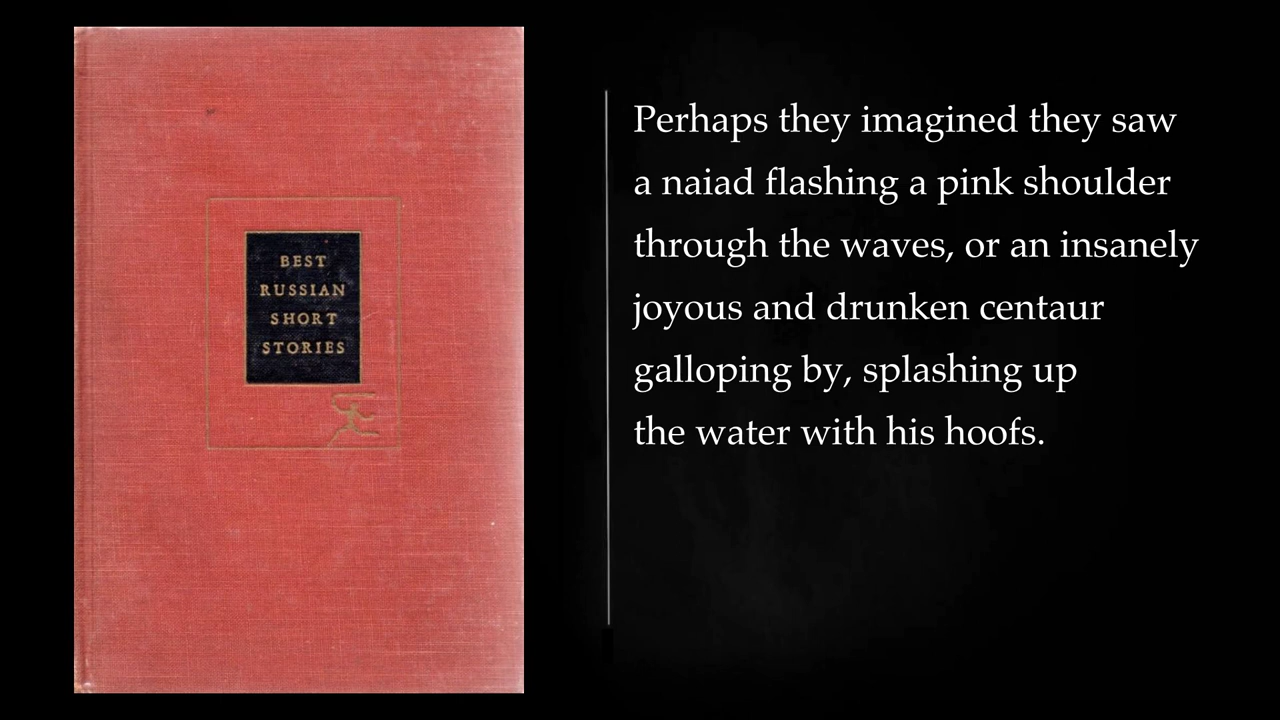 BEST
RUSSIAN
SHORT
STORIES
Perhaps they imagined they saw
a naiad flashing a pink shoulder
through the waves, or an insanely
joyous and drunken centaur
galloping by, splashing up
the water with his hoofs.